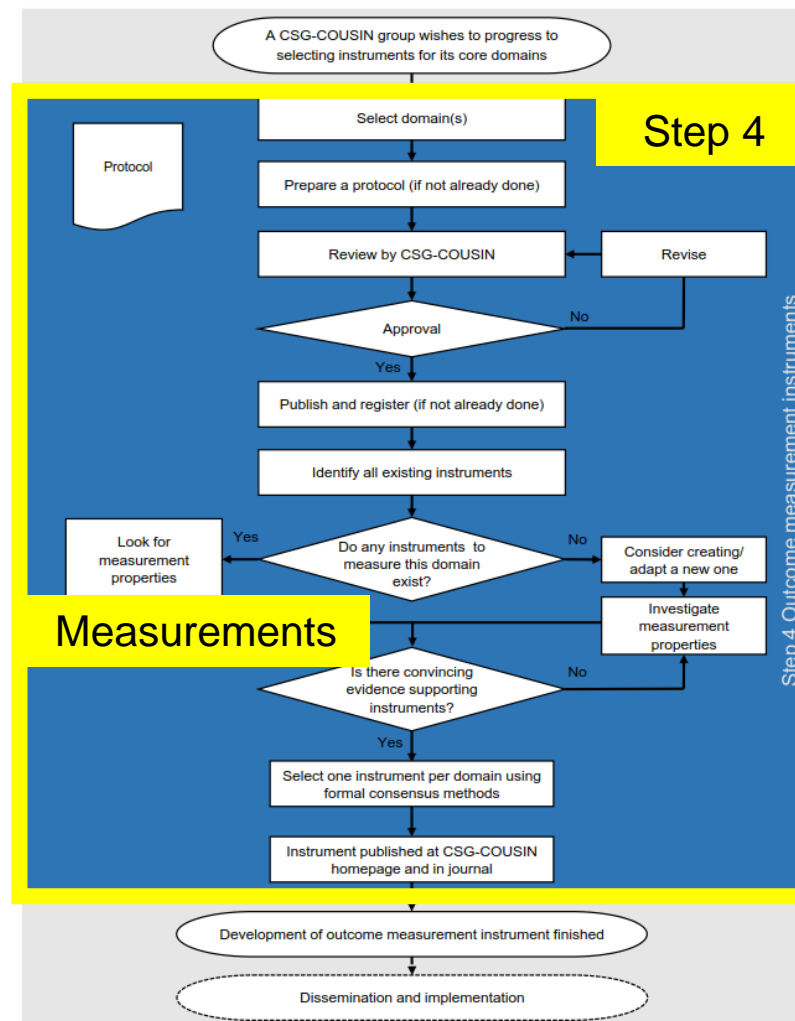 A CSG-COUSIN group wishes to progress to
selecting instruments for its core domains
Select domain(s)
Step 4
Protocol
Prepare a protocol (if not already done)
Review by CSG-COUSIN
Revise
Approval
No
Yes
Publish and register (if not already done)
Identify all existing instruments
Look for
measurement
properties
Yes
Do any instruments to
measure this domain
exist?
No
Consider creating/
adapt a new one
Investigate
measurement
properties
Measurements
Is there convincing
evidence supporting
instruments?
No
Yes
Select one instrument per domain using
formal consensus methods
Instrument published at CSG-COUSIN
homepage and in journal
Step 4 Outcome measurement instruments
Development of outcome measurement instrument finished
Dissemination and implementation